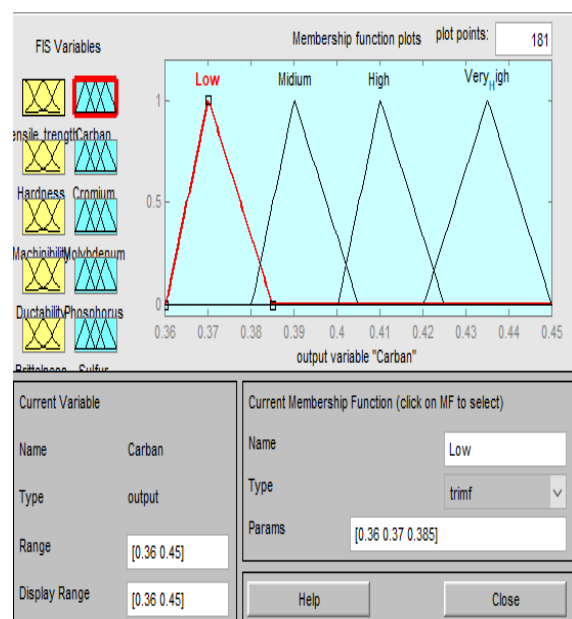 FIS Variables
Membership function plots plot points: 181
Low Midium High Very_High
1
0.5
0
ensile_trength Carban
Hardness Cromium
Machinibility Molybdenum
Ductability Phosphorus
0.36 0.37 0.38 0.39 0.4 0.41 0.42 0.43 0.44 0.45
output variable "Carban"
Current Variable
Name Carban
Type output
Range [0.36 0.45]
Display Range [0.36 0.45]
Current Membership Function (click on MF to select)
Name Low
Type trimf
Params [0.36 0.37 0.385]
Help Close